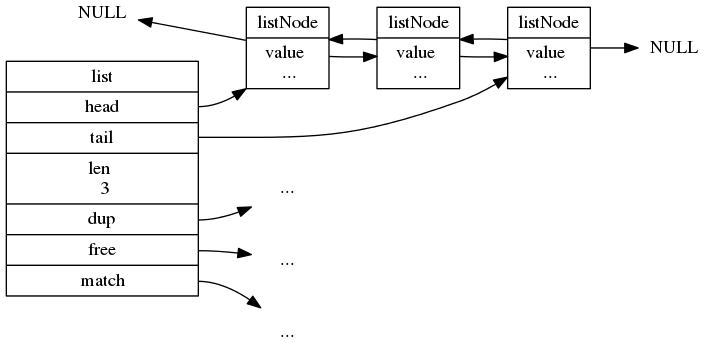 NULL
listNode
value
...
listNode
value
...
listNode
value
...
NULL
list
head
tail
len
3
dup
free
match
...
...
...